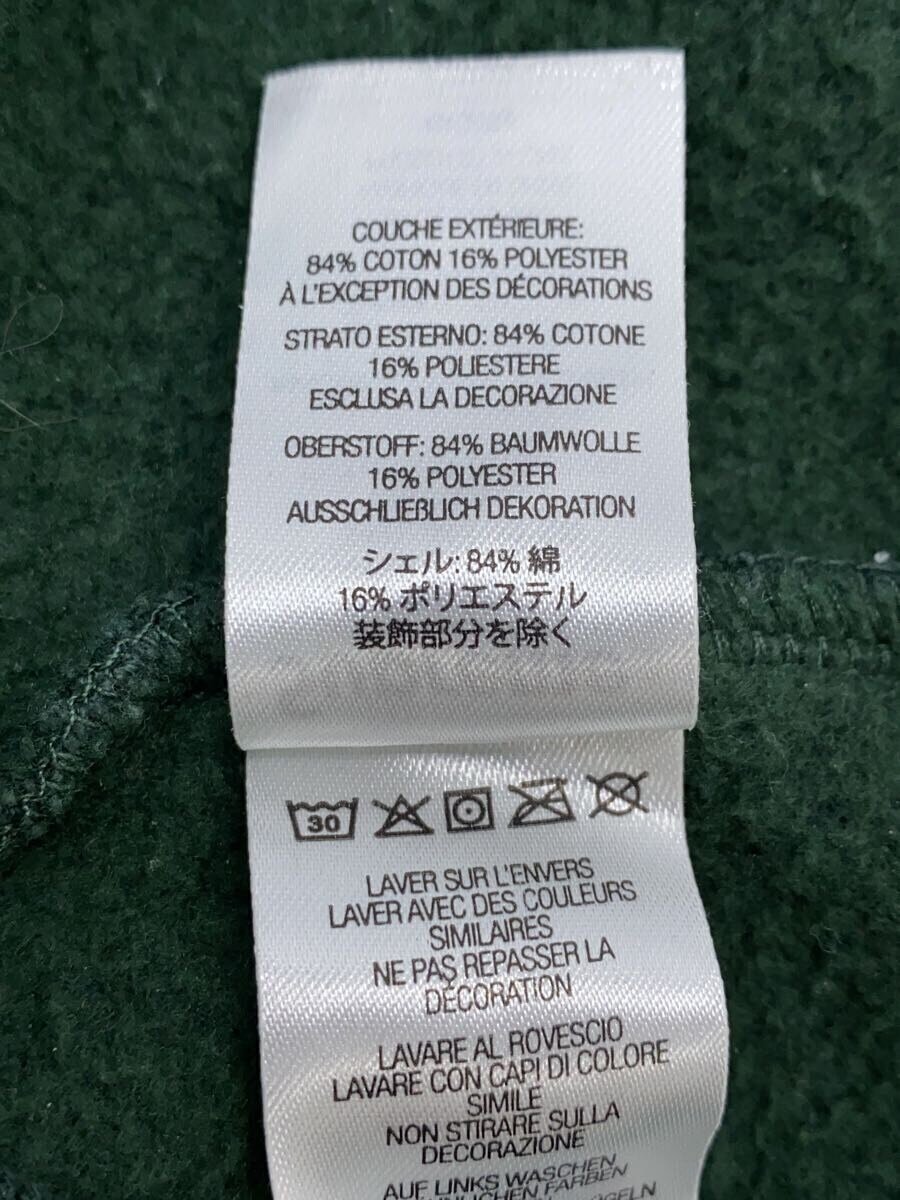 COUCHE EXTÉRIEURE:
84% COTON 16% POLYESTER
À L'EXCEPTION DES DÉCORATIONS
STRATO ESTERNO: 84% COTONE
16% POLIESTERE
ESCLUSA LA DECORAZIONE
OBERSTOFF: 84% BAUMWOLLE
16% POLYESTER
AUSSCHLIEßLICH DEKORATION
シェル: 84% 綿
16% ポリエステル
装飾部分を除く
30
LAVER SUR L'ENVERS
LAVER AVEC DES COULEURS
SIMILAIRES
NE PAS REPASSER LA
DÉCORATION
LAVARE AL ROVESCIO
LAVARE CON CAPI DI COLORE
SIMILE
NON STIRARE SULLA
DECORAZIONE
AUF LINKS WASCHEN
FARBEN